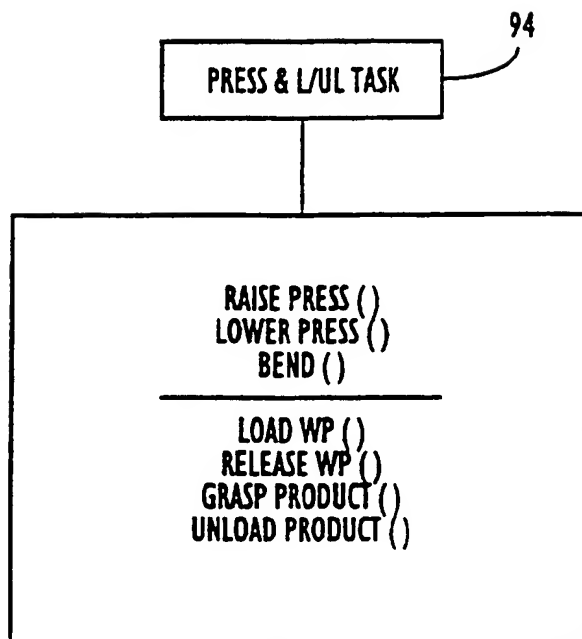 94
PRESS & L/UL TASK
RAISE PRESS ()
LOWER PRESS ()
BEND ()
LOAD WP ()
RELEASE WP ()
GRASP PRODUCT ()
UNLOAD PRODUCT ()